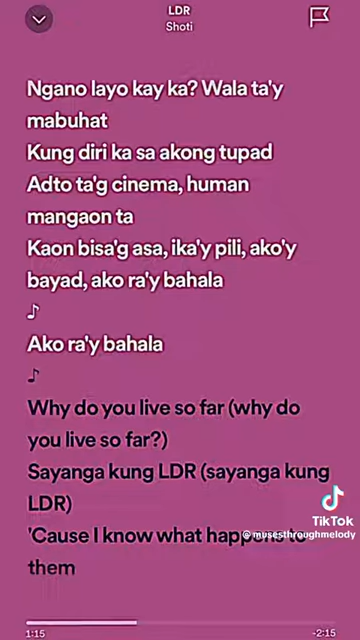 LDR
Shoti
Ngano layo kay ka? Wala ta'y
mabuhat
Kung diri ka sa akong tupad
Adto ta'g cinema, human
mangaon ta
Kaon bisa'g asa, ika'y pili, ako'y
bayad, ako ra'y bahala
♪
Ako ra'y bahala
♪
Why do you live so far (why do
you live so far?)
Sayanga kung LDR (sayanga kung
LDR)
'Cause I know what happens to
them
TikTok
@musesthroughmelody
1:15
-2:15